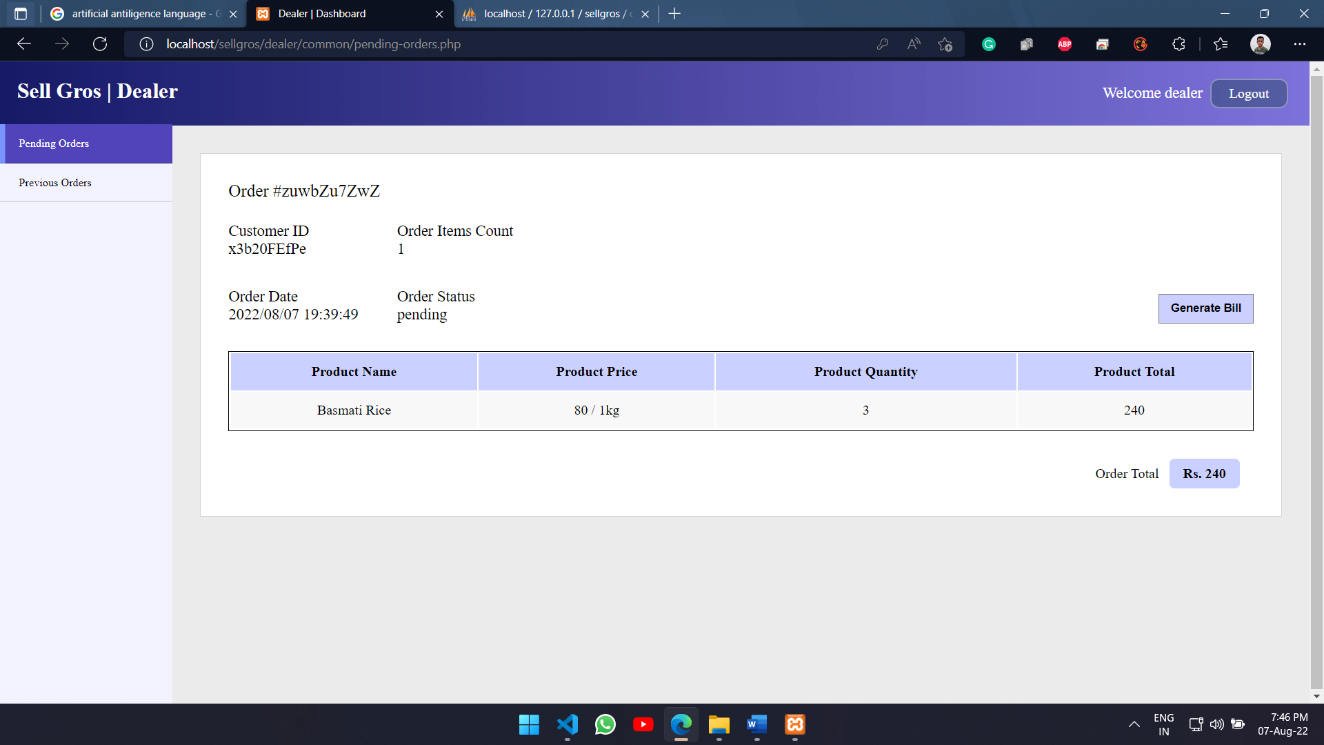 artificial antiligence language - G
Dealer | Dashboard
localhost / 127.0.0.1 / sellgros /
localhost/sellgros/dealer/common/pending-orders.php
ABP
Sell Gros | Dealer
Welcome dealer
Logout
Pending Orders
Previous Orders
Order #zuwbZu7ZwZ
Customer ID
x3b20FEfPe
Order Items Count
1
Order Date
2022/08/07 19:39:49
Order Status
pending
Generate Bill
Product Name Product Price Product Quantity Product Total
Basmati Rice 80 / 1kg 3 240
Order Total Rs. 240
ENG
IN
7:46 PM
07-Aug-22